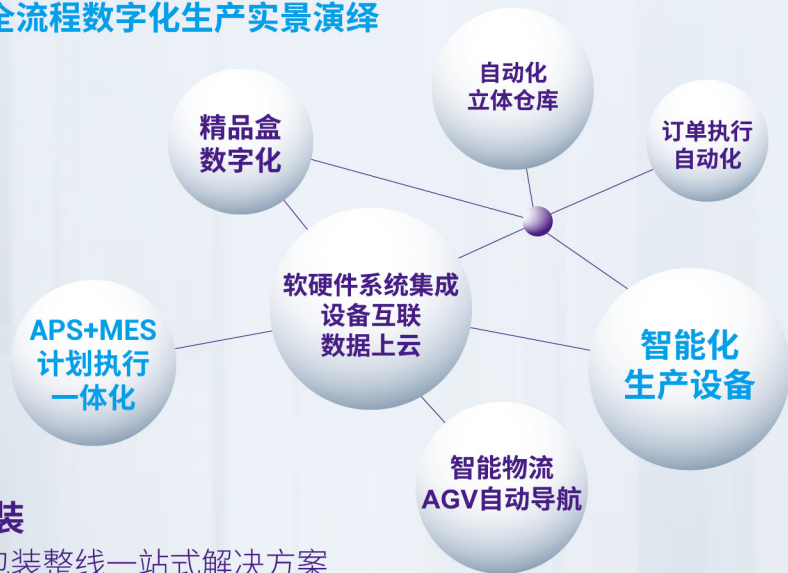 全流程数字化生产实景演绎
自动化
立体仓库
精品盒
数字化
订单执行
自动化
软硬件系统集成
设备互联
数据上云
APS+MES
计划执行
一体化
智能化
生产设备
智能物流
AGV自动导航
装
包装整线一站式解决方案